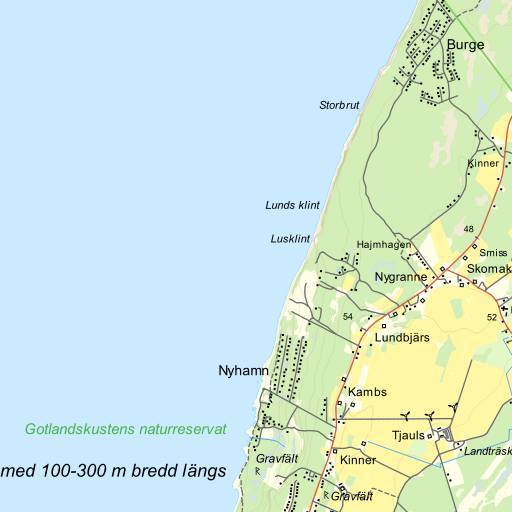 Burge
Storbrut
Kinner
Lunds klint
48
Lusklint
Hajmhagen
Smiss
Skomak
Nygranne
54
52
Lundbjärs
Nyhamn
Kambs
Gotlandskustens naturreservat
Tjauls
Landträsk
Gravfält
Kinner
med 100-300 m bredd längs
Gravfält